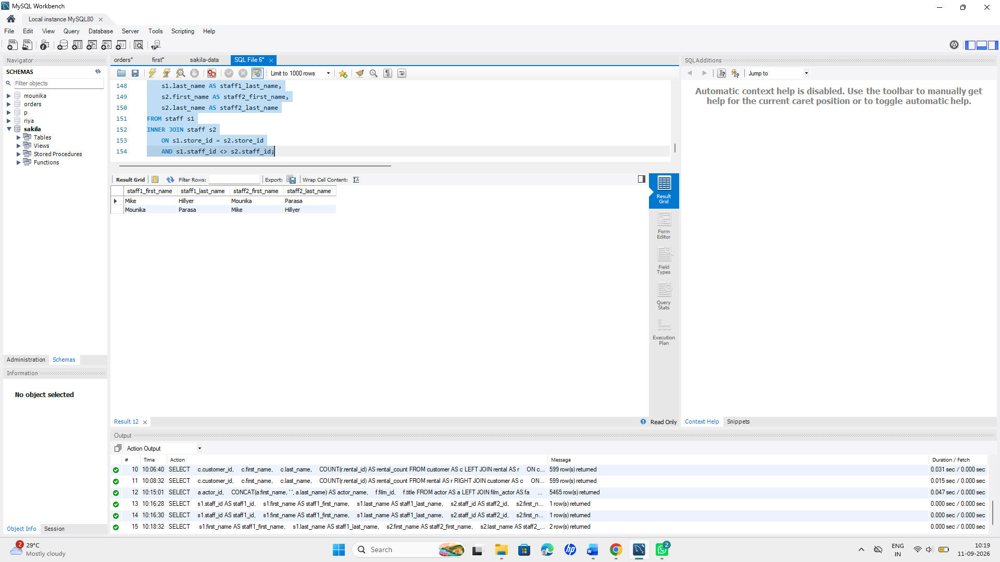 MySQL Workbench
Local instance MySQL80
File Edit View Query Database Server Tools Scripting Help
Navigator
SCHEMAS
Filter objects
mounika
orders
p
riya
sakila
Tables
Views
Stored Procedures
Functions
Administration Schemas
Information
No object selected
Object Info Session
orders* first* sakila-data SQL File 6*
Limit to 1000 rows
148 s1.last_name AS staff1_last_name,
149 s2.first_name AS staff2_first_name,
150 s2.last_name AS staff2_last_name
151 FROM staff s1
152 INNER JOIN staff s2
153 ON s1.store_id = s2.store_id
154 AND s1.staff_id <> s2.staff_id;
Result Grid Filter Rows: Export: Wrap Cell Content:
staff1_first_name staff1_last_name staff2_first_name staff2_last_name
Mike Hillyer Mounika Parasa
Mounika Parasa Mike Hillyer
Result Grid
Form Editor
Field Types
Query Stats
Execution Plan
Result 12 Read Only
SQLAdditions
Jump to
Automatic context help is disabled. Use the toolbar to manually get
help for the current caret position or to toggle automatic help.
Context Help Snippets
Output
Action Output
# Time Action Message Duration / Fetch
10 10:06:40 SELECT c.customer_id, c.first_name, c.last_name, COUNT(r.rental_id) AS rental_count FROM customer AS c LEFT JOIN rental AS r ON c... 599 row(s) returned 0.031 sec / 0.000 sec
11 10:08:32 SELECT c.customer_id, c.first_name, c.last_name, COUNT(r.rental_id) AS rental_count FROM rental AS r RIGHT JOIN customer AS c ON... 599 row(s) returned 0.015 sec / 0.000 sec
12 10:15:01 SELECT a.actor_id, CONCAT(a.first_name, ' ', a.last_name) AS actor_name, f.film_id, f.title FROM actor AS a LEFT JOIN film_actor AS fa ... 5465 row(s) returned 0.047 sec / 0.000 sec
13 10:16:28 SELECT s1.staff_id AS staff1_id, s1.first_name AS staff1_first_name, s1.last_name AS staff1_last_name, s2.staff_id AS staff2_id, s2.first_n... 1 row(s) returned 0.000 sec / 0.000 sec
14 10:16:30 SELECT s1.staff_id AS staff1_id, s1.first_name AS staff1_first_name, s1.last_name AS staff1_last_name, s2.staff_id AS staff2_id, s2.first_n... 1 row(s) returned 0.000 sec / 0.000 sec
15 10:18:32 SELECT s1.first_name AS staff1_first_name, s1.last_name AS staff1_last_name, s2.first_name AS staff2_first_name, s2.last_name AS staff2_... 2 row(s) returned 0.000 sec / 0.000 sec
2
29°C
Mostly cloudy
Search
hp
2
ENG
IN
10:19
11-09-2026